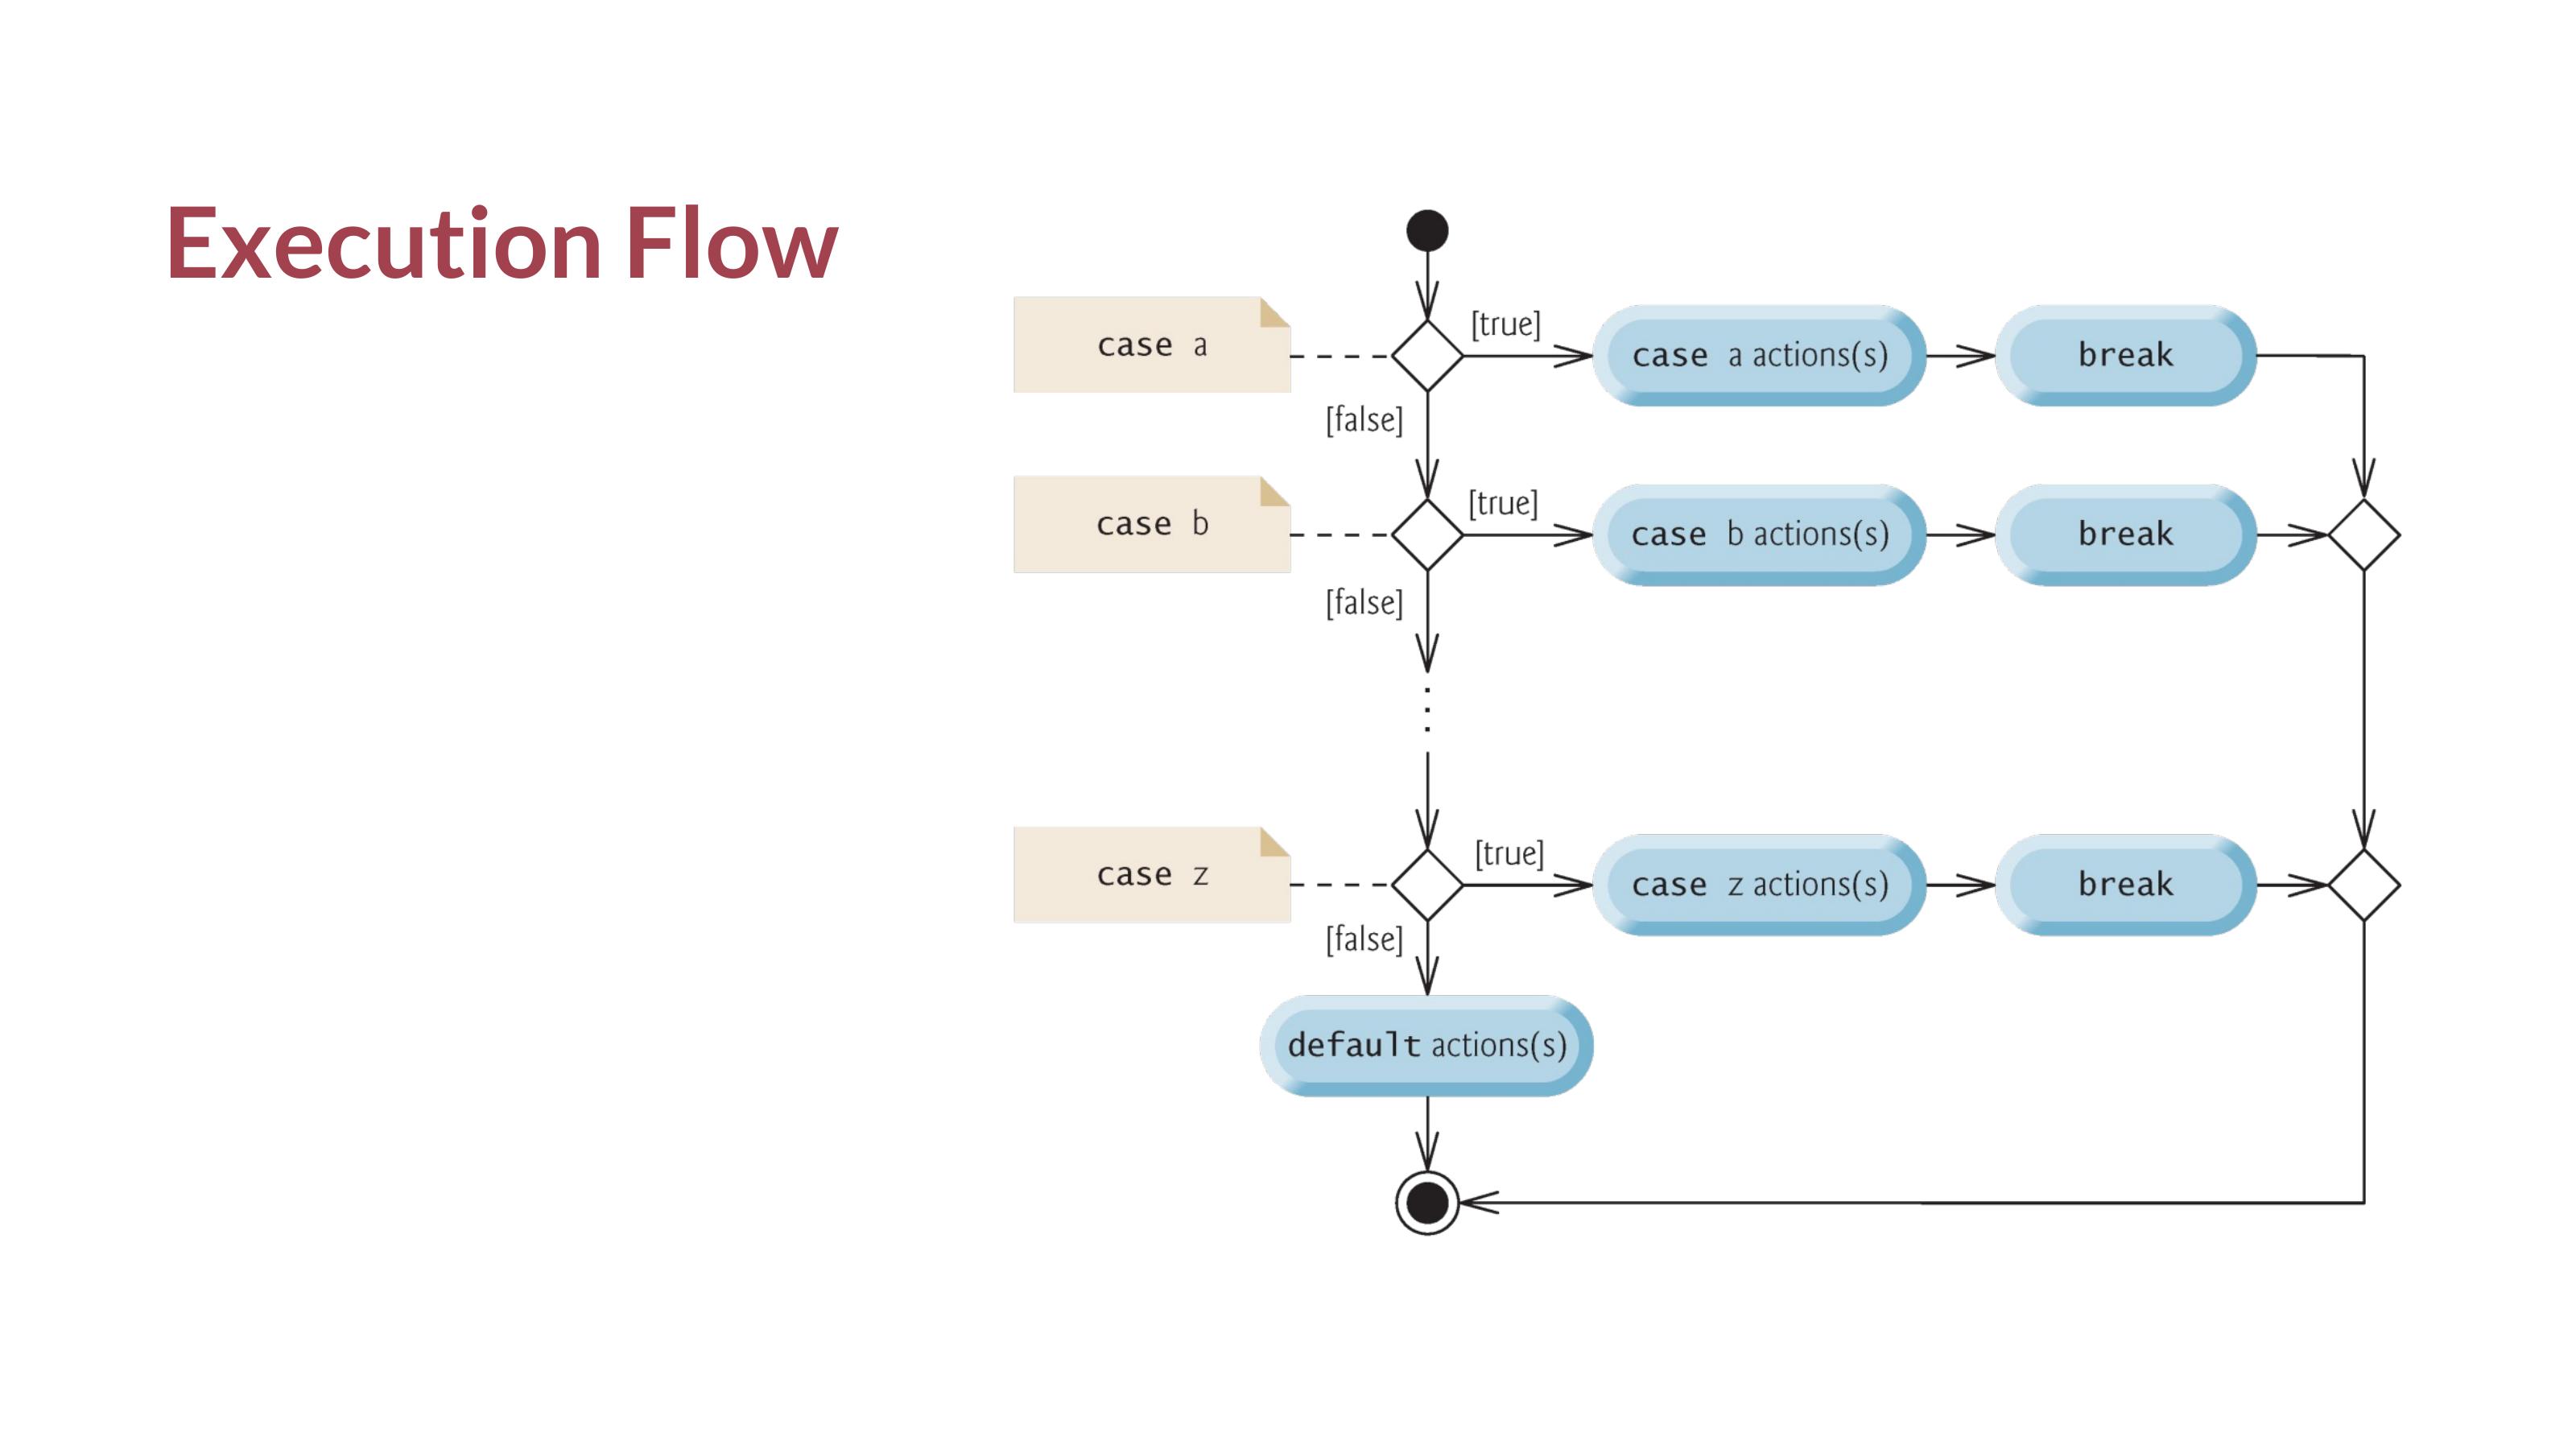 Execution Flow
case a
[true]
case a actions(s)
break
[false]
case b
[true]
case b actions(s)
break
[false]
case z
[true]
case z actions(s)
break
[false]
default actions(s)